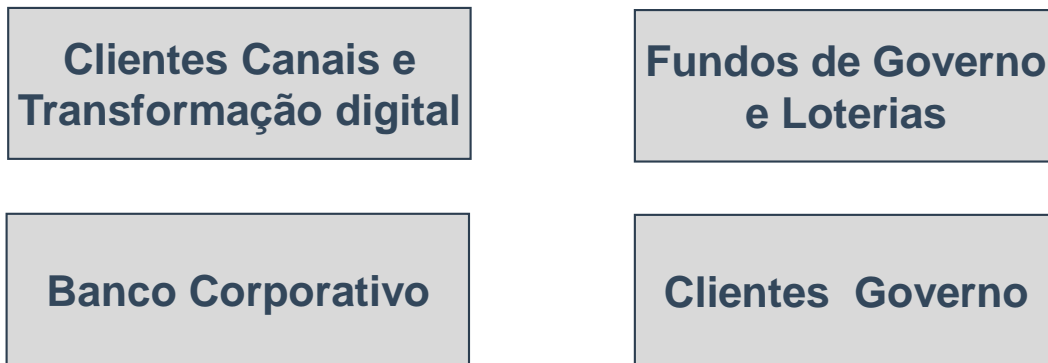 Clientes Canais e
Transformação digital
Fundos de Governo
e Loterias
Banco Corporativo
Clientes Governo